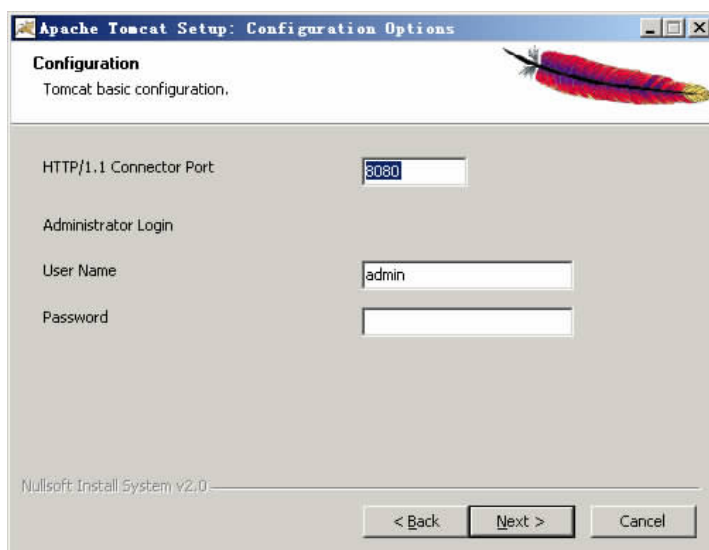 Apache Tomcat Setup: Configuration Options
Configuration
Tomcat basic configuration.
HTTP/1.1 Connector Port
8080
Administrator Login
User Name
admin
Password
Nullsoft Install System v2.0
< Back
Next >
Cancel